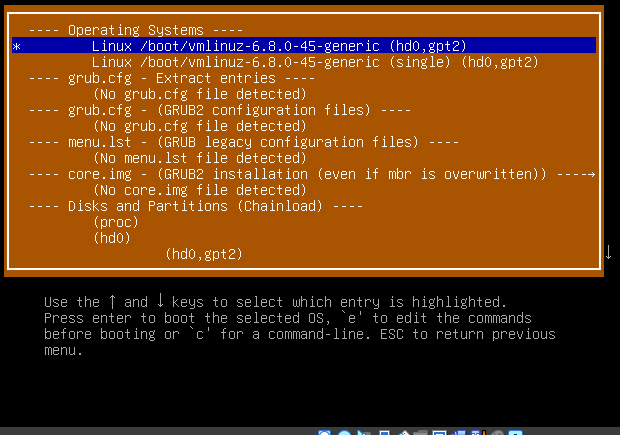 ---- Operating Systems ----
* Linux /boot/vmlinuz-6.8.0-45-generic (hd0,gpt2)
Linux /boot/vmlinuz-6.8.0-45-generic (single) (hd0,gpt2)
---- grub.cfg - Extract entries ----
(No grub.cfg file detected)
---- grub.cfg - (GRUB2 configuration files) ----
(No grub.cfg file detected)
---- menu.lst - (GRUB legacy configuration files) ----
(No menu.lst file detected)
---- core.img - (GRUB2 installation (even if mbr is overwritten)) ----→
(No core.img file detected)
---- Disks and Partitions (Chainload) ----
(proc)
(hd0)
(hd0,gpt2) ↓
Use the ↑ and ↓ keys to select which entry is highlighted.
Press enter to boot the selected OS, `e' to edit the commands
before booting or `c' for a command-line. ESC to return previous
menu.